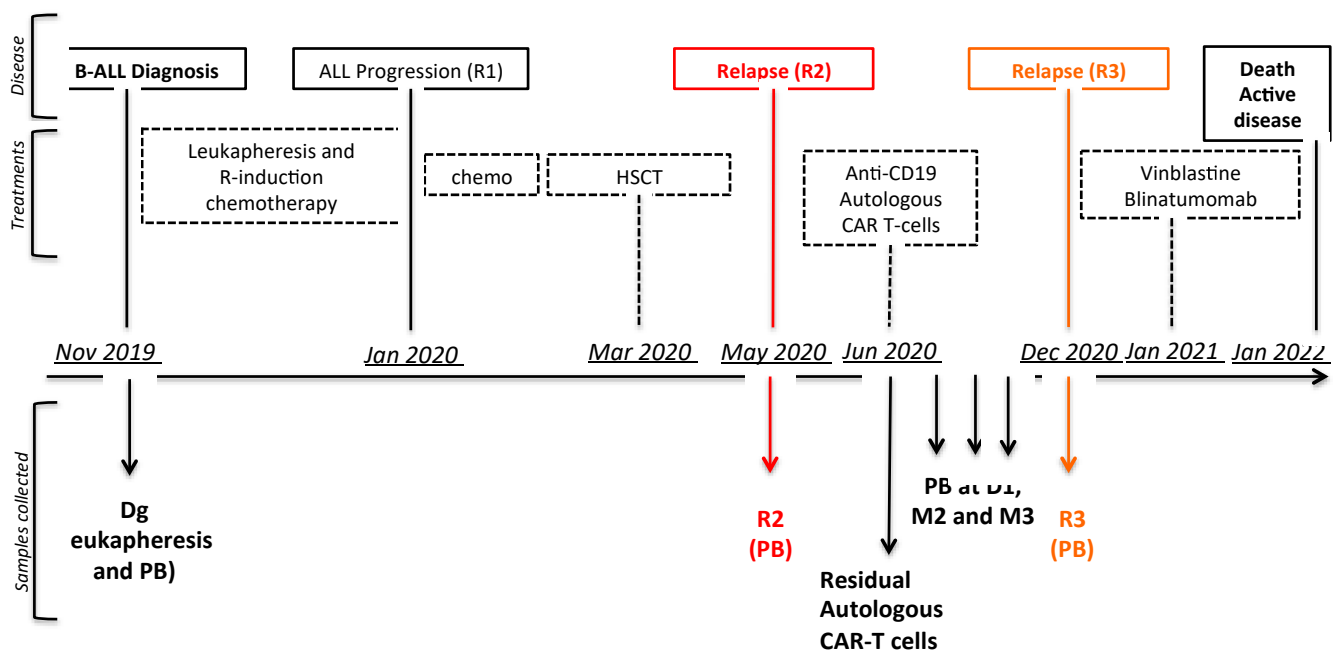 Disease
B-ALL Diagnosis
ALL Progression (R1)
Relapse (R2)
Relapse (R3)
Death
Active
disease
Treatments
Leukapheresis and
R-induction
chemotherapy
chemo
HSCT
Anti-CD19
Autologous
CAR T-cells
Vinblastine
Blinatumomab
Nov 2019
Jan 2020
Mar 2020
May 2020
Jun 2020
Dec 2020
Jan 2021
Jan 2022
Samples collected
Dg
eukapheresis
and PB)
R2
(PB)
Residual
Autologous
CAR-T cells
PB at D1,
M2 and M3
R3
(PB)